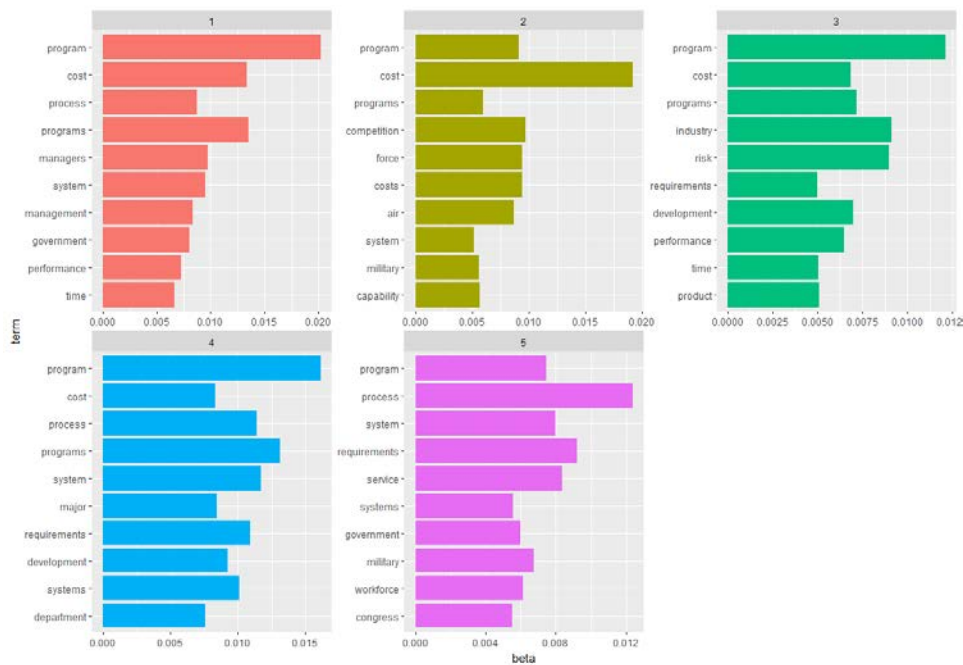 1
program
cost
process
programs
managers
system
management
government
performance
time
0.000 0.005 0.010 0.015 0.020
2
program
cost
programs
competition
force
costs
air
system
military
capability
0.000 0.005 0.010 0.015 0.020
3
program
cost
programs
industry
risk
requirements
development
performance
time
product
0.0000 0.0025 0.0050 0.0075 0.0100 0.0125
term
4
program
cost
process
programs
system
major
requirements
development
systems
department
0.000 0.005 0.010 0.015
5
program
process
system
requirements
service
systems
government
military
workforce
congress
0.000 0.004 0.008 0.012
beta